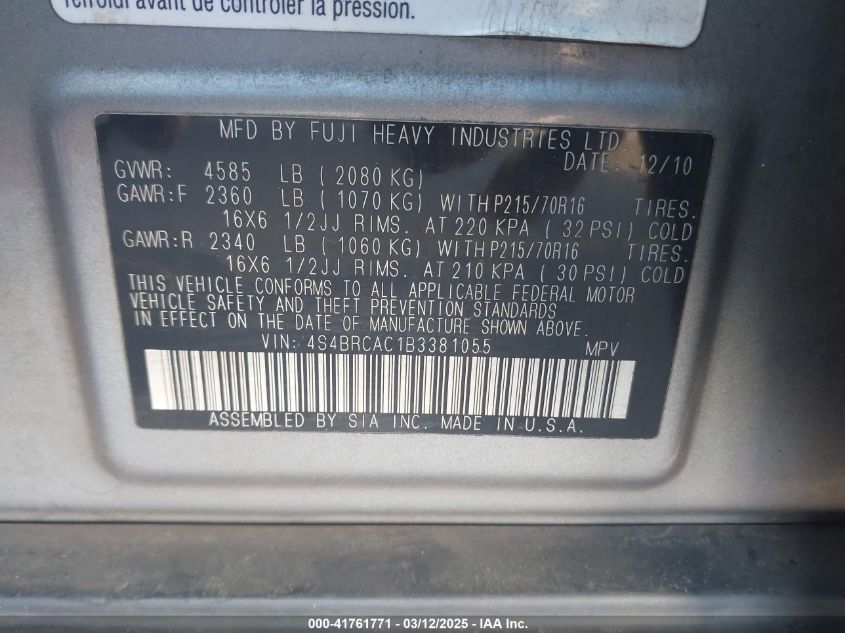 refroidi avant de contrôler la pression.
MFD BY FUJI HEAVY INDUSTRIES LTD.
DATE: 12/10
GVWR: 4585 LB ( 2080 KG)
GAWR:F 2360 LB ( 1070 KG) WITH P215/70R16 TIRES.
16X6 1/2JJ RIMS. AT 220 KPA ( 32 PSI) COLD
GAWR:R 2340 LB ( 1060 KG) WITH P215/70R16 TIRES.
16X6 1/2JJ RIMS. AT 210 KPA ( 30 PSI) COLD
THIS VEHICLE CONFORMS TO ALL APPLICABLE FEDERAL MOTOR
VEHICLE SAFETY AND THEFT PREVENTION STANDARDS
IN EFFECT ON THE DATE OF MANUFACTURE SHOWN ABOVE.
VIN: 4S4BRCAC1B3381055 MPV
ASSEMBLED BY SIA INC. MADE IN U.S.A.
000-41761771 - 03/12/2025 - IAA Inc.